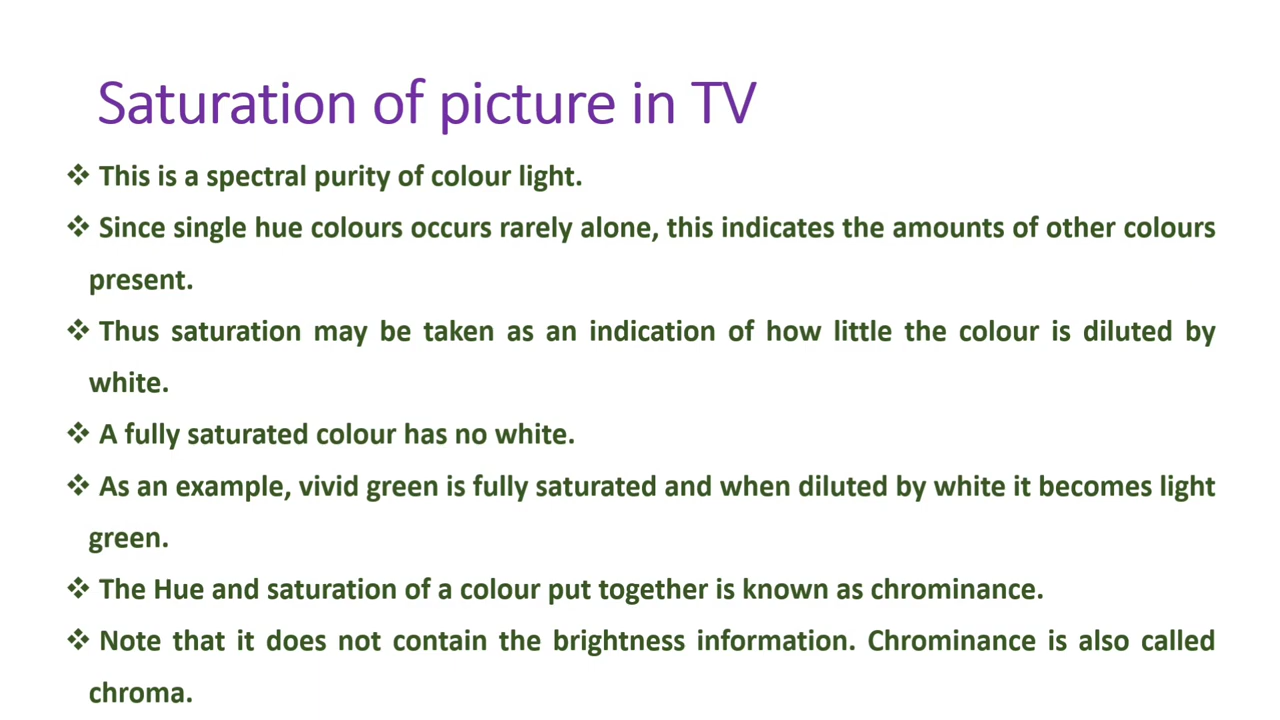 Saturation of picture in TV
❖ This is a spectral purity of colour light.
❖ Since single hue colours occurs rarely alone, this indicates the amounts of other colours
present.
❖ Thus saturation may be taken as an indication of how little the colour is diluted by
white.
❖ A fully saturated colour has no white.
❖ As an example, vivid green is fully saturated and when diluted by white it becomes light
green.
❖ The Hue and saturation of a colour put together is known as chrominance.
❖ Note that it does not contain the brightness information. Chrominance is also called
chroma.